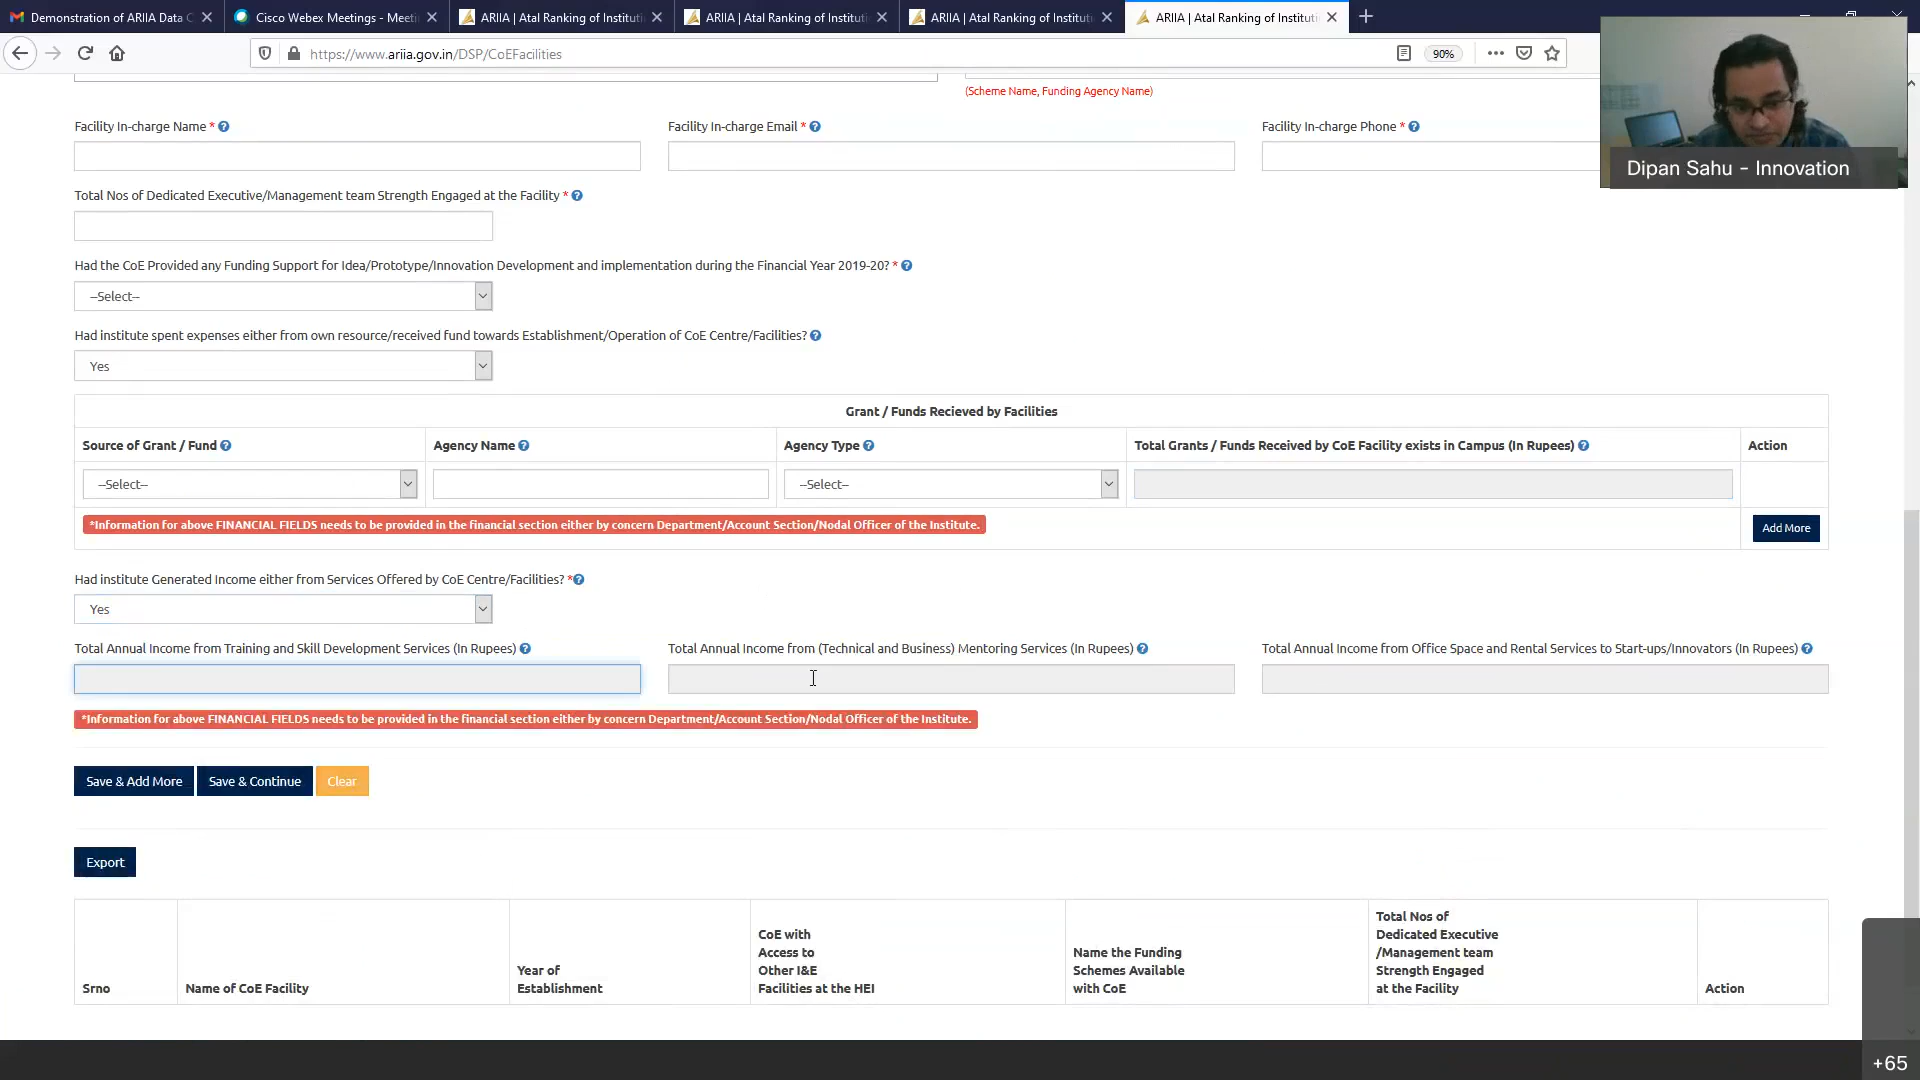 Demonstration of ARIIA Data C
Cisco Webex Meetings - Meeti
ARIIA | Atal Ranking of Instituti
ARIIA | Atal Ranking of Instituti
ARIIA | Atal Ranking of Instituti
ARIIA | Atal Ranking of Instituti
https://www.ariia.gov.in/DSP/CoEFacilities
90%
(Scheme Name, Funding Agency Name)
Dipan Sahu - Innovation
Facility In-charge Name *
Facility In-charge Email *
Facility In-charge Phone *
Total Nos of Dedicated Executive/Management team Strength Engaged at the Facility *
Had the CoE Provided any Funding Support for Idea/Prototype/Innovation Development and implementation during the Financial Year 2019-20? *
--Select--
Had institute spent expenses either from own resource/received fund towards Establishment/Operation of CoE Centre/Facilities?
Yes
Grant / Funds Recieved by Facilities
Source of Grant / Fund
Agency Name
Agency Type
Total Grants / Funds Received by CoE Facility exists in Campus (In Rupees)
Action
--Select--
--Select--
*Information for above FINANCIAL FIELDS needs to be provided in the financial section either by concern Department/Account Section/Nodal Officer of the Institute.
Add More
Had institute Generated Income either from Services Offered by CoE Centre/Facilities? *
Yes
Total Annual Income from Training and Skill Development Services (In Rupees)
Total Annual Income from (Technical and Business) Mentoring Services (In Rupees)
Total Annual Income from Office Space and Rental Services to Start-ups/Innovators (In Rupees)
*Information for above FINANCIAL FIELDS needs to be provided in the financial section either by concern Department/Account Section/Nodal Officer of the Institute.
Save & Add More
Save & Continue
Clear
Export
Srno
Name of CoE Facility
Year of
Establishment
CoE with
Access to
Other I&E
Facilities at the HEI
Name the Funding
Schemes Available
with CoE
Total Nos of
Dedicated Executive
/Management team
Strength Engaged
at the Facility
Action
+65